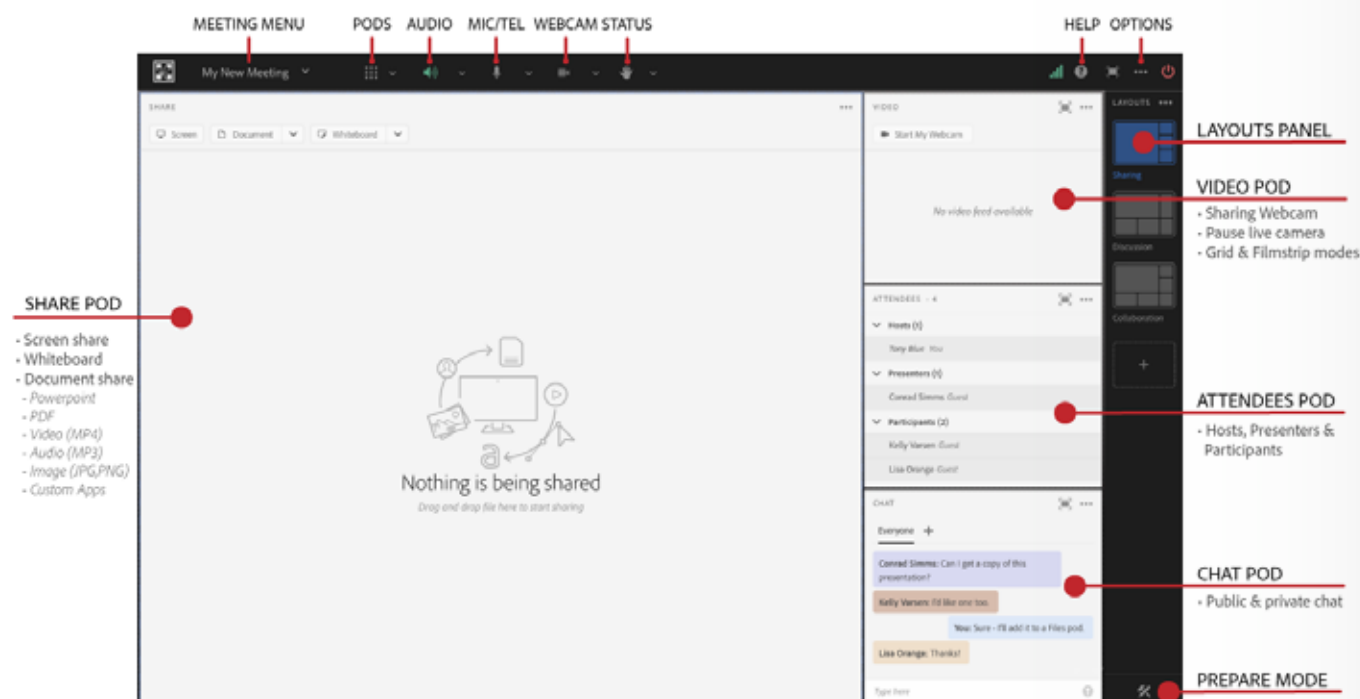 MEETING MENU PODS AUDIO MIC/TEL WEBCAM STATUS HELP OPTIONS
My New Meeting
SHARE
Screen Document Whiteboard
Nothing is being shared
Drag and drop file here to start sharing
VIDEO
Start My Webcam
No video feed available
ATTENDEES - 4
Hosts (1)
Tony Blue You
Presenters (1)
Conrad Simms Guest
Participants (2)
Kelly Varsen Guest
Lisa Orange Guest
CHAT
Everyone
Conrad Simms: Can I get a copy of this
presentation?
Kelly Varsen: I'd like one too.
You: Sure - I'll add it to a Files pod.
Lisa Orange: Thanks!
Type here
LAYOUTS
Sharing
Discussion
Collaboration
SHARE POD
- Screen share
- Whiteboard
- Document share
- Powerpoint
- PDF
- Video (MP4)
- Audio (MP3)
- Image (JPG,PNG)
- Custom Apps
LAYOUTS PANEL
VIDEO POD
- Sharing Webcam
- Pause live camera
- Grid & Filmstrip modes
ATTENDEES POD
- Hosts, Presenters &
Participants
CHAT POD
- Public & private chat
PREPARE MODE